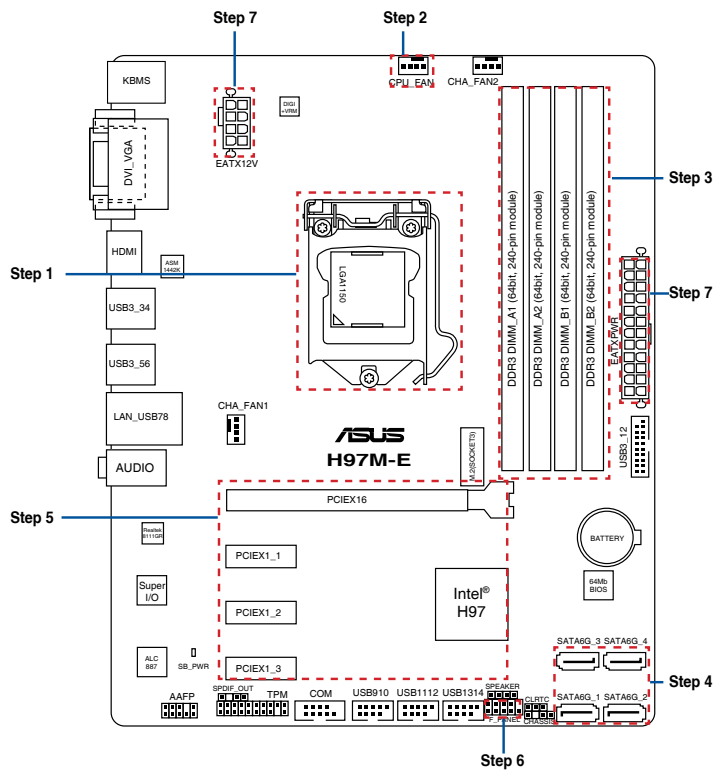 Step 7
Step 2
KBMS
CPU_FAN
CHA_FAN2
DIGI
+VRM
DVI_VGA
EATX12V
Step 3
DDR3 DIMM_A1 (64bit, 240-pin module)
DDR3 DIMM_A2 (64bit, 240-pin module)
DDR3 DIMM_B1 (64bit, 240-pin module)
DDR3 DIMM_B2 (64bit, 240-pin module)
HDMI
ASM
1442K
Step 1
LGA1150
Step 7
EATXPWR
USB3_34
USB3_56
LAN_USB78
CHA_FAN1
ASUS
H97M-E
M.2(SOCKET3)
USB3_12
AUDIO
PCIEX16
Step 5
Realtek
8111GR
BATTERY
PCIEX1_1
Super
I/O
PCIEX1_2
Intel®
H97
64Mb
BIOS
ALC
887
SB_PWR
PCIEX1_3
SATA6G_3
SATA6G_4
Step 4
AAFP
SPDIF_OUT
TPM
COM
USB910
USB1112
USB1314
SPEAKER
F_PANEL
CLRTC
CHASSIS
SATA6G_1
SATA6G_2
Step 6